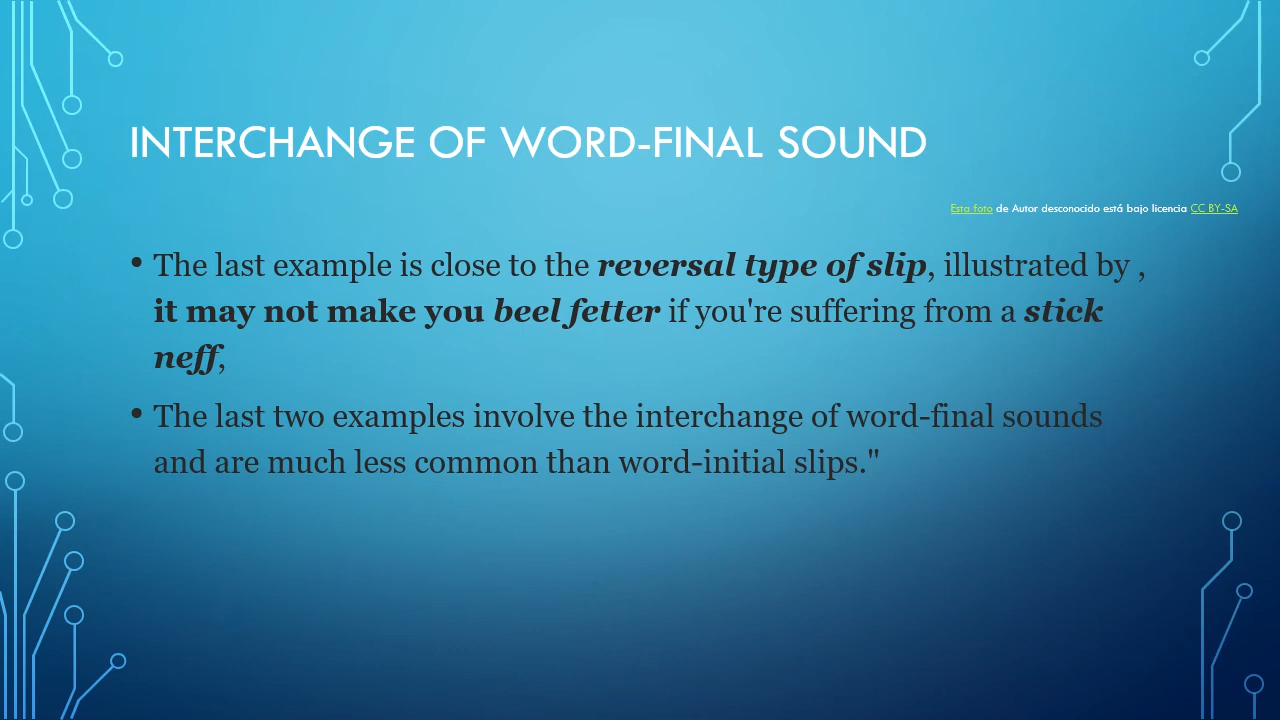 INTERCHANGE OF WORD-FINAL SOUND
Esta foto de Autor desconocido está bajo licencia CC BY-SA
• The last example is close to the reversal type of slip, illustrated by ,
it may not make you beel fetter if you're suffering from a stick
neff,
• The last two examples involve the interchange of word-final sounds
and are much less common than word-initial slips."